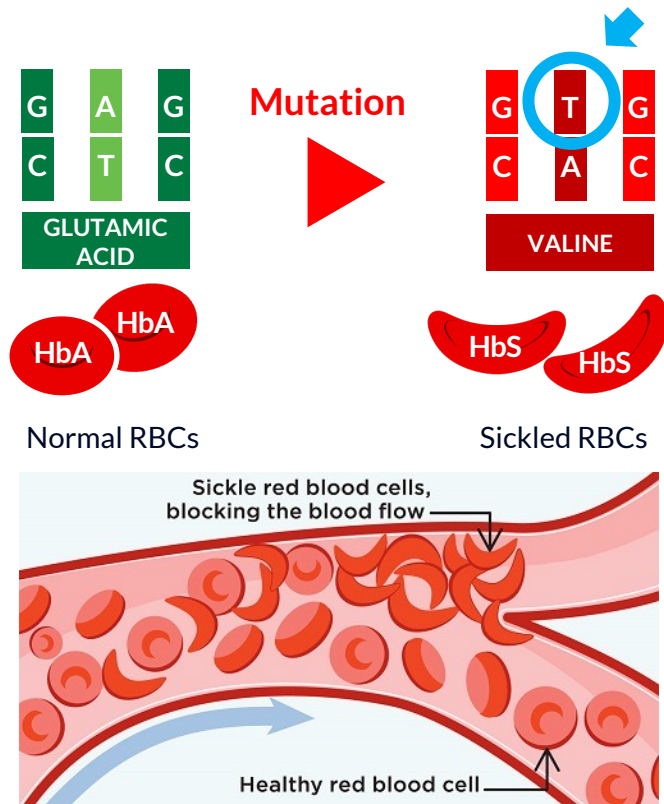 G A G
C T C
GLUTAMIC
ACID
HbA
HbA
Normal RBCs
Mutation
G T G
C A C
VALINE
HbS
HbS
Sickled RBCs
Sickle red blood cells,
blocking the blood flow
Healthy red blood cell